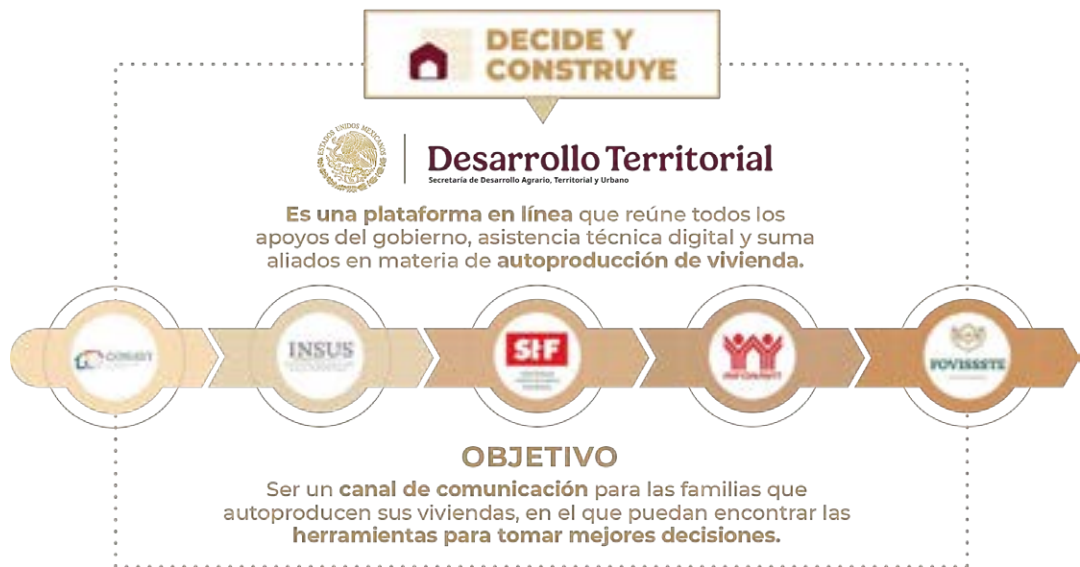 DECIDE Y
CONSTRUYE
ESTADOS UNIDOS MEXICANOS
Desarrollo Territorial
Secretaría de Desarrollo Agrario, Territorial y Urbano
Es una plataforma en línea que reúne todos los
apoyos del gobierno, asistencia técnica digital y suma
aliados en materia de autoproducción de vivienda.
INSUS
SHF
FOVISSSTE
OBJETIVO
Ser un canal de comunicación para las familias que
autoproducen sus viviendas, en el que puedan encontrar las
herramientas para tomar mejores decisiones.